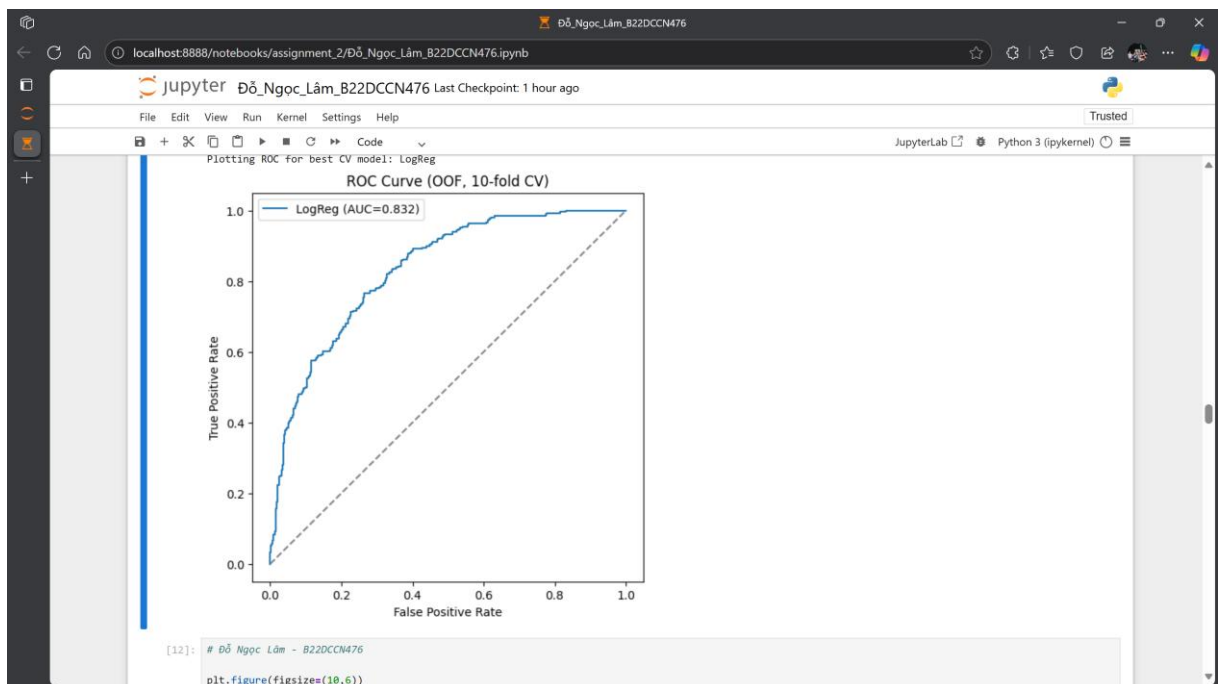 Đỗ_Ngọc_Lâm_B22DCCN476
localhost:8888/notebooks/assignment_2/Đỗ_Ngọc_Lâm_B22DCCN476.ipynb
jupyter Đỗ_Ngọc_Lâm_B22DCCN476 Last Checkpoint: 1 hour ago
File Edit View Run Kernel Settings Help Trusted
Code JupyterLab Python 3 (ipykernel)
Plotting ROC for best CV model: LogReg
ROC Curve (OOF, 10-fold CV)
LogReg (AUC=0.832)
1.0
0.8
0.6
0.4
0.2
0.0
True Positive Rate
0.0 0.2 0.4 0.6 0.8 1.0
False Positive Rate
[12]: # Đỗ Ngọc Lâm - B22DCCN476
plt.figure(figsize=(10,6))